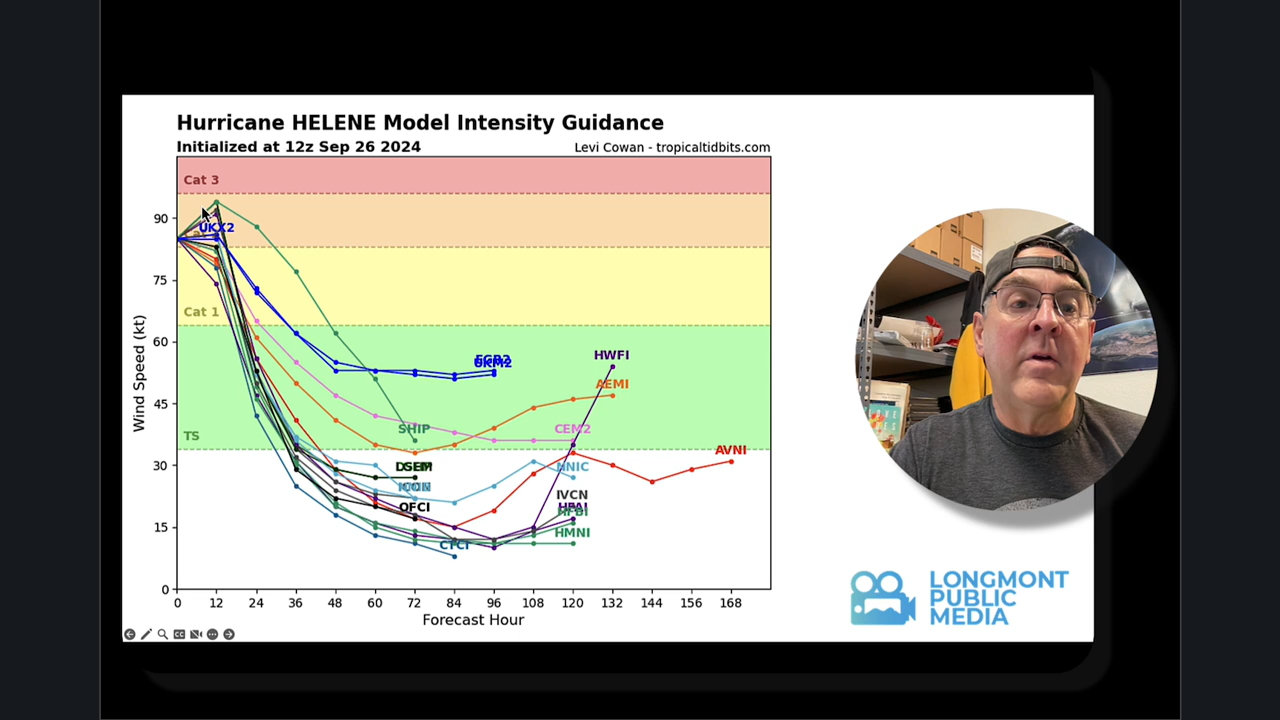 Hurricane HELENE Model Intensity Guidance
Initialized at 12z Sep 26 2024
Levi Cowan - tropicaltidbits.com
Cat 3
90
UKX2
75
Cat 1
60
HWFI
UKM2
AEMI
45
SHIP
CEM2
TS
AVNI
30
NNIC
IVCN
OFCI
15
HMNI
CTCI
0
0 12 24 36 48 60 72 84 96 108 120 132 144 156 168
Wind Speed (kt)
Forecast Hour
LONGMONT
PUBLIC
MEDIA